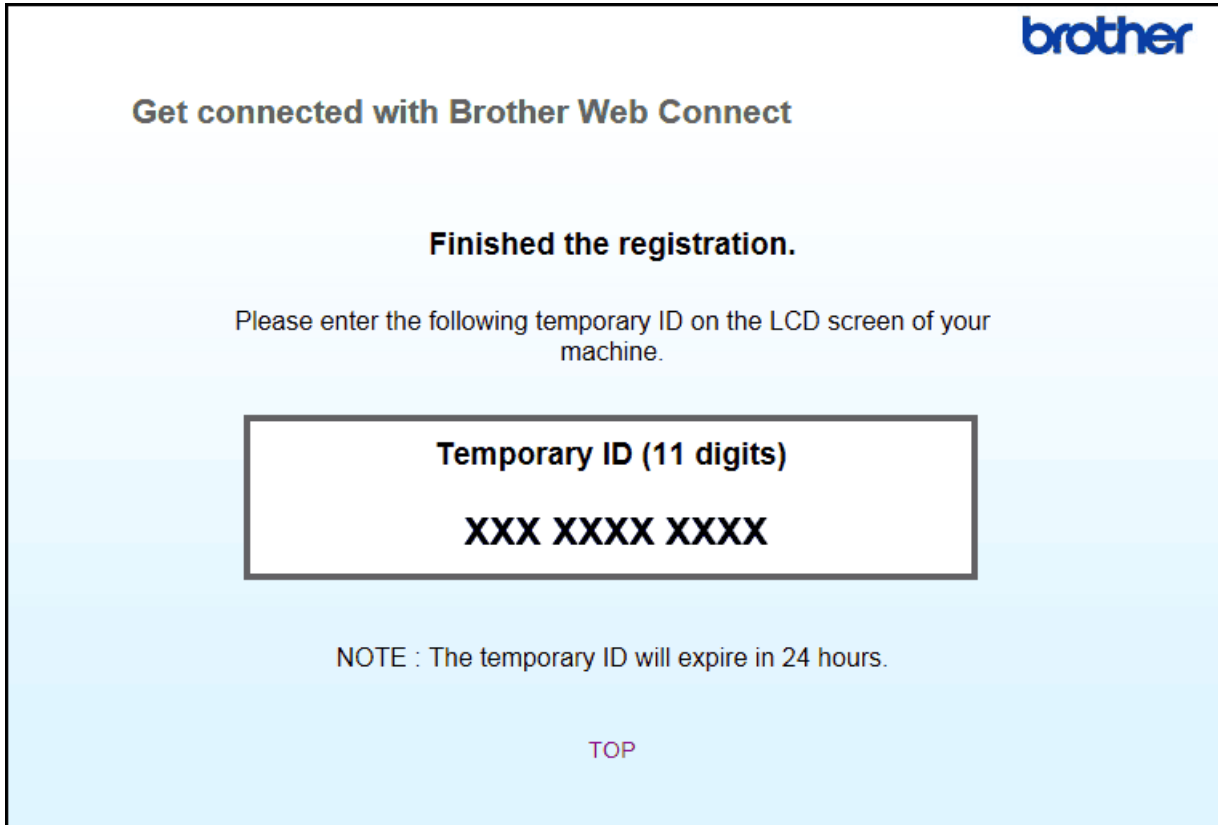 brother
Get connected with Brother Web Connect
Finished the registration.
Please enter the following temporary ID on the LCD screen of your
machine.
Temporary ID (11 digits)
XXX XXXX XXXX
NOTE : The temporary ID will expire in 24 hours.
TOP